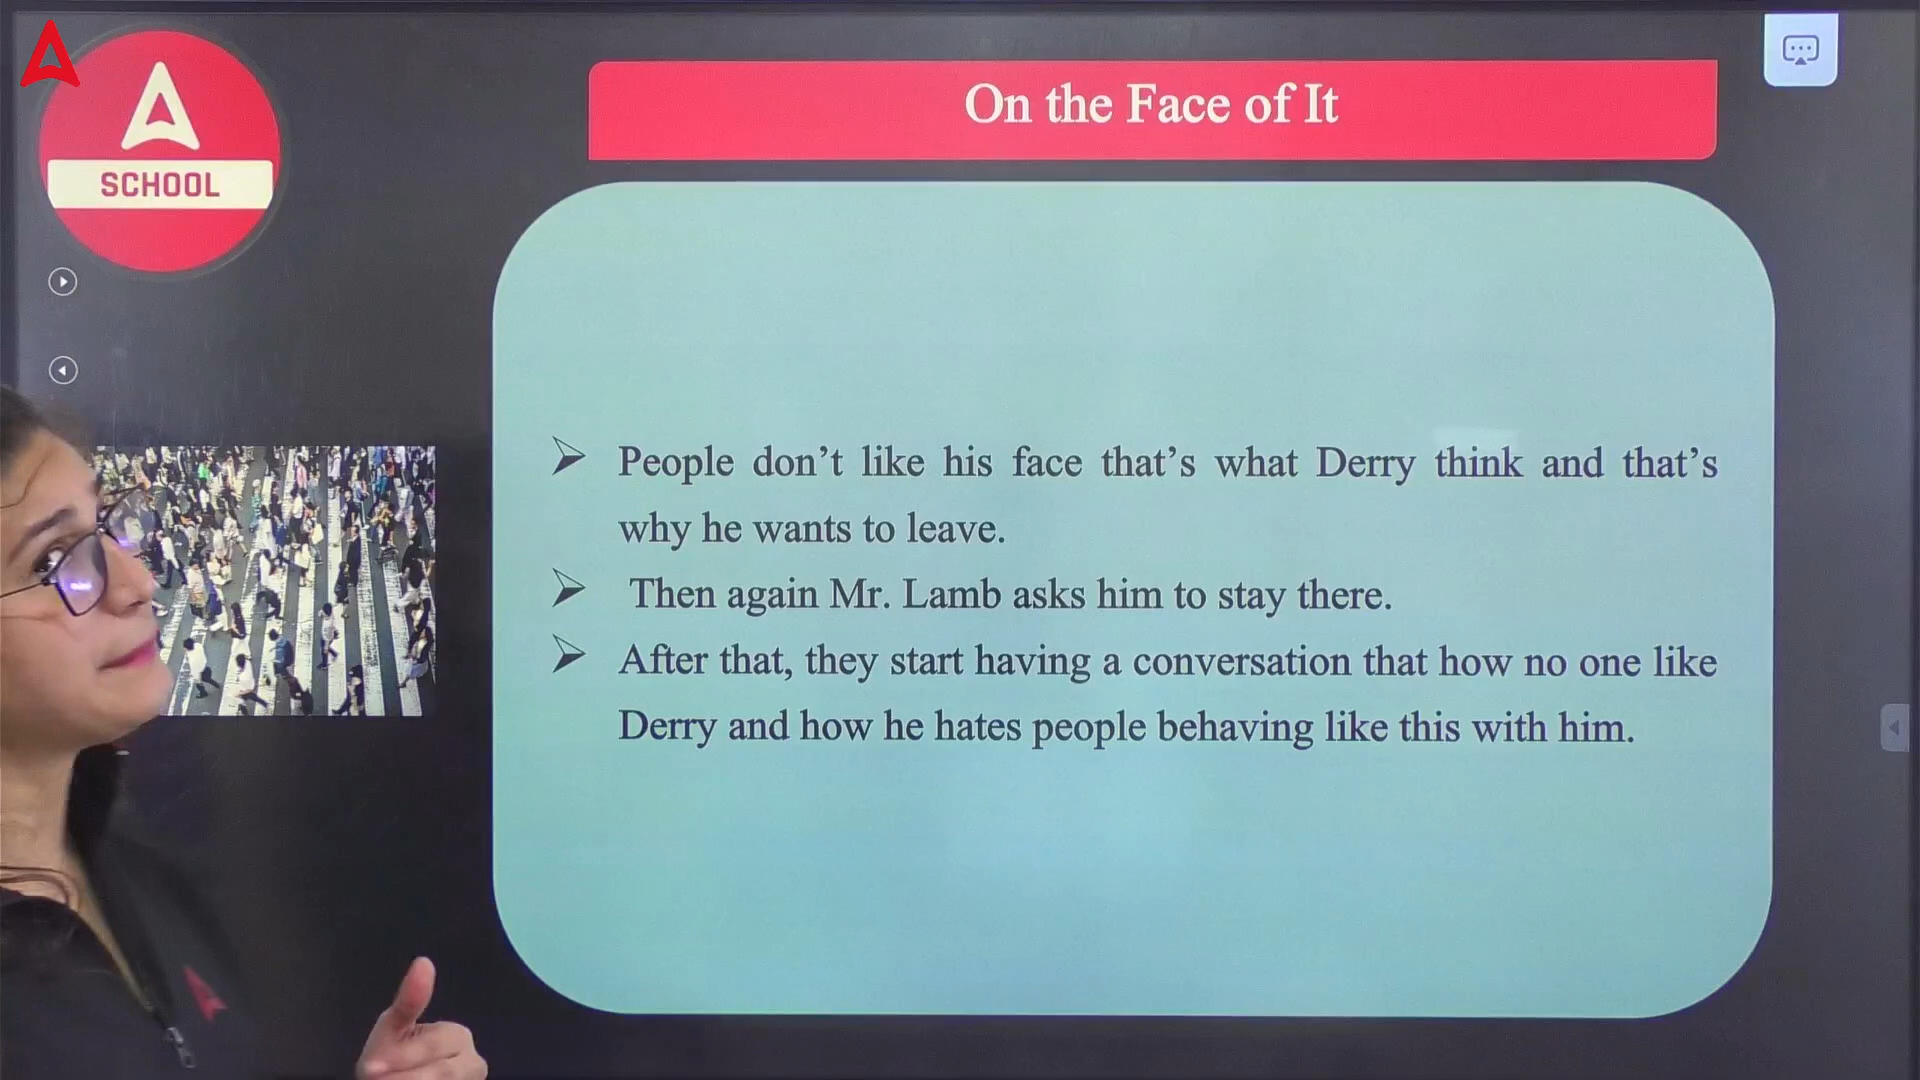 SCHOOL
On the Face of It
People don't like his face that's what Derry think and that's
why he wants to leave.
Then again Mr. Lamb asks him to stay there.
After that, they start having a conversation that how no one like
Derry and how he hates people behaving like this with him.